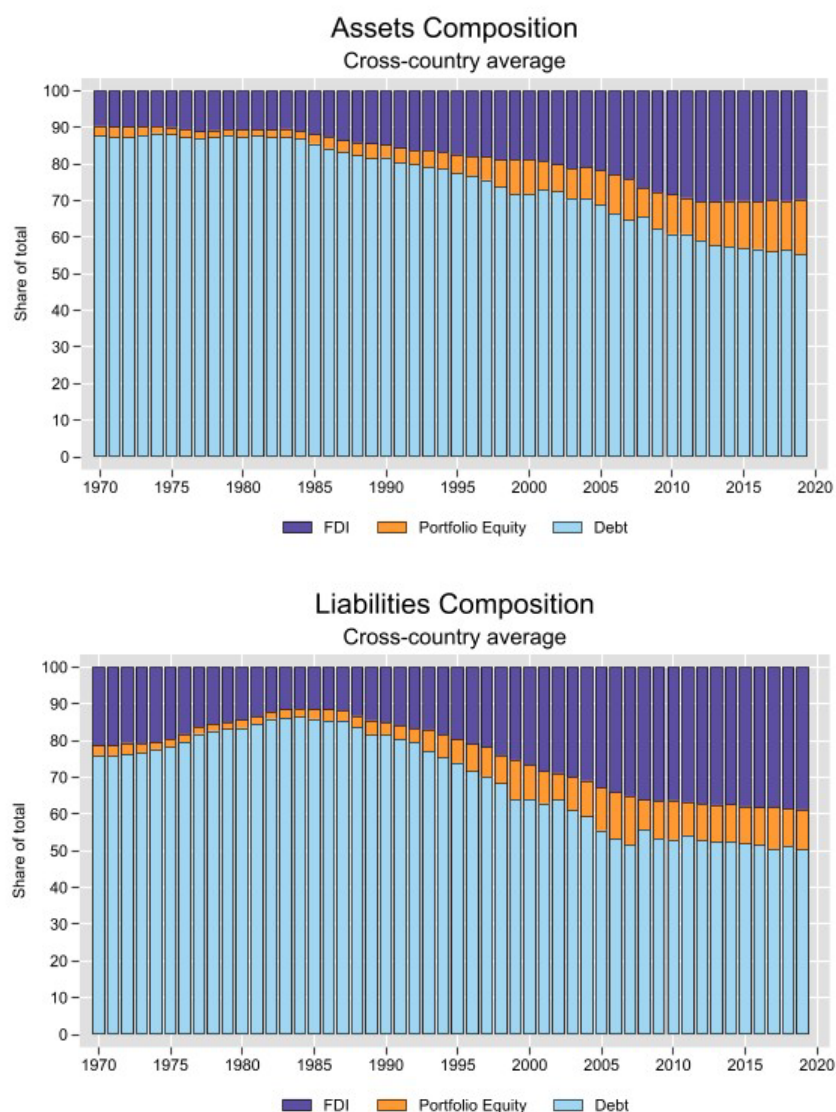 Assets Composition
Cross-country average
100
90
80
70
60
50
40
30
20
10
0
Share of total
1970 1975 1980 1985 1990 1995 2000 2005 2010 2015 2020
FDI Portfolio Equity Debt
Liabilities Composition
Cross-country average
100
90
80
70
60
50
40
30
20
10
0
Share of total
1970 1975 1980 1985 1990 1995 2000 2005 2010 2015 2020
FDI Portfolio Equity Debt